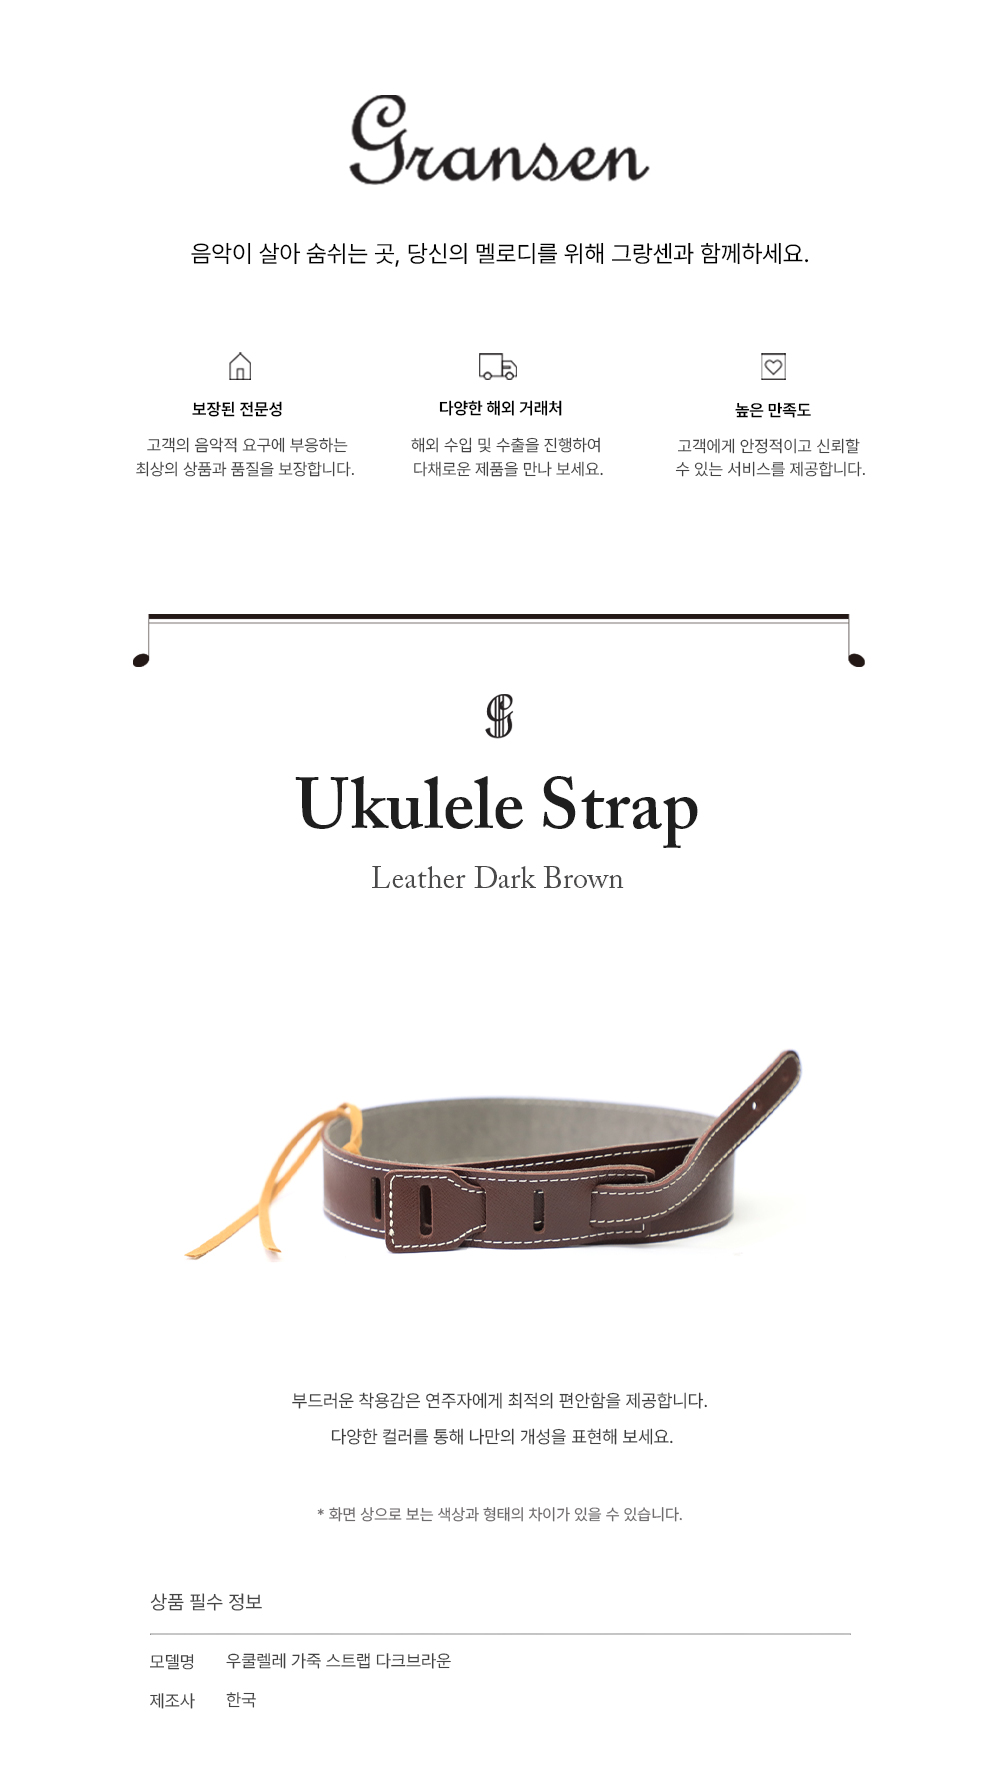 Gransen
음악이 살아 숨쉬는 곳, 당신의 멜로디를 위해 그랑센과 함께하세요.
보장된 전문성
고객의 음악적 요구에 부응하는
최상의 상품과 품질을 보장합니다.
다양한 해외 거래처
해외 수입 및 수출을 진행하여
다채로운 제품을 만나 보세요.
높은 만족도
고객에게 안정적이고 신뢰할
수 있는 서비스를 제공합니다.
Ukulele Strap
Leather Dark Brown
부드러운 착용감은 연주자에게 최적의 편안함을 제공합니다.
다양한 컬러를 통해 나만의 개성을 표현해 보세요.
* 화면 상으로 보는 색상과 형태의 차이가 있을 수 있습니다.
상품 필수 정보
모델명 우쿨렐레 가죽 스트랩 다크브라운
제조사 한국